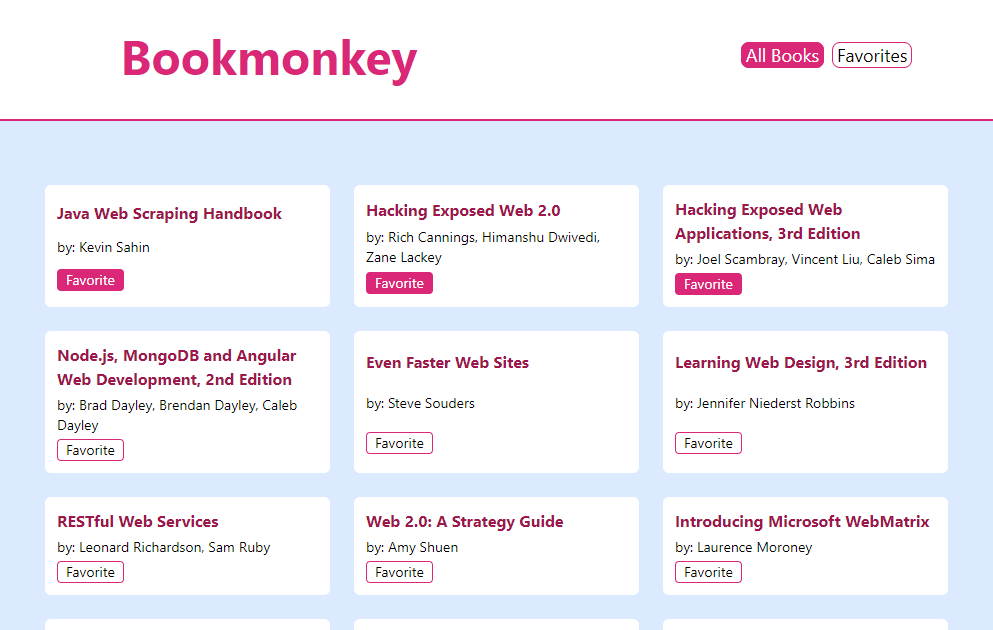 Bookmonkey
All Books
Favorites
Java Web Scraping Handbook
by: Kevin Sahin
Favorite
Hacking Exposed Web 2.0
by: Rich Cannings, Himanshu Dwivedi,
Zane Lackey
Favorite
Hacking Exposed Web
Applications, 3rd Edition
by: Joel Scambray, Vincent Liu, Caleb Sima
Favorite
Node.js, MongoDB and Angular
Web Development, 2nd Edition
by: Brad Dayley, Brendan Dayley, Caleb
Dayley
Favorite
Even Faster Web Sites
by: Steve Souders
Favorite
Learning Web Design, 3rd Edition
by: Jennifer Niederst Robbins
Favorite
RESTful Web Services
by: Leonard Richardson, Sam Ruby
Favorite
Web 2.0: A Strategy Guide
by: Amy Shuen
Favorite
Introducing Microsoft WebMatrix
by: Laurence Moroney
Favorite